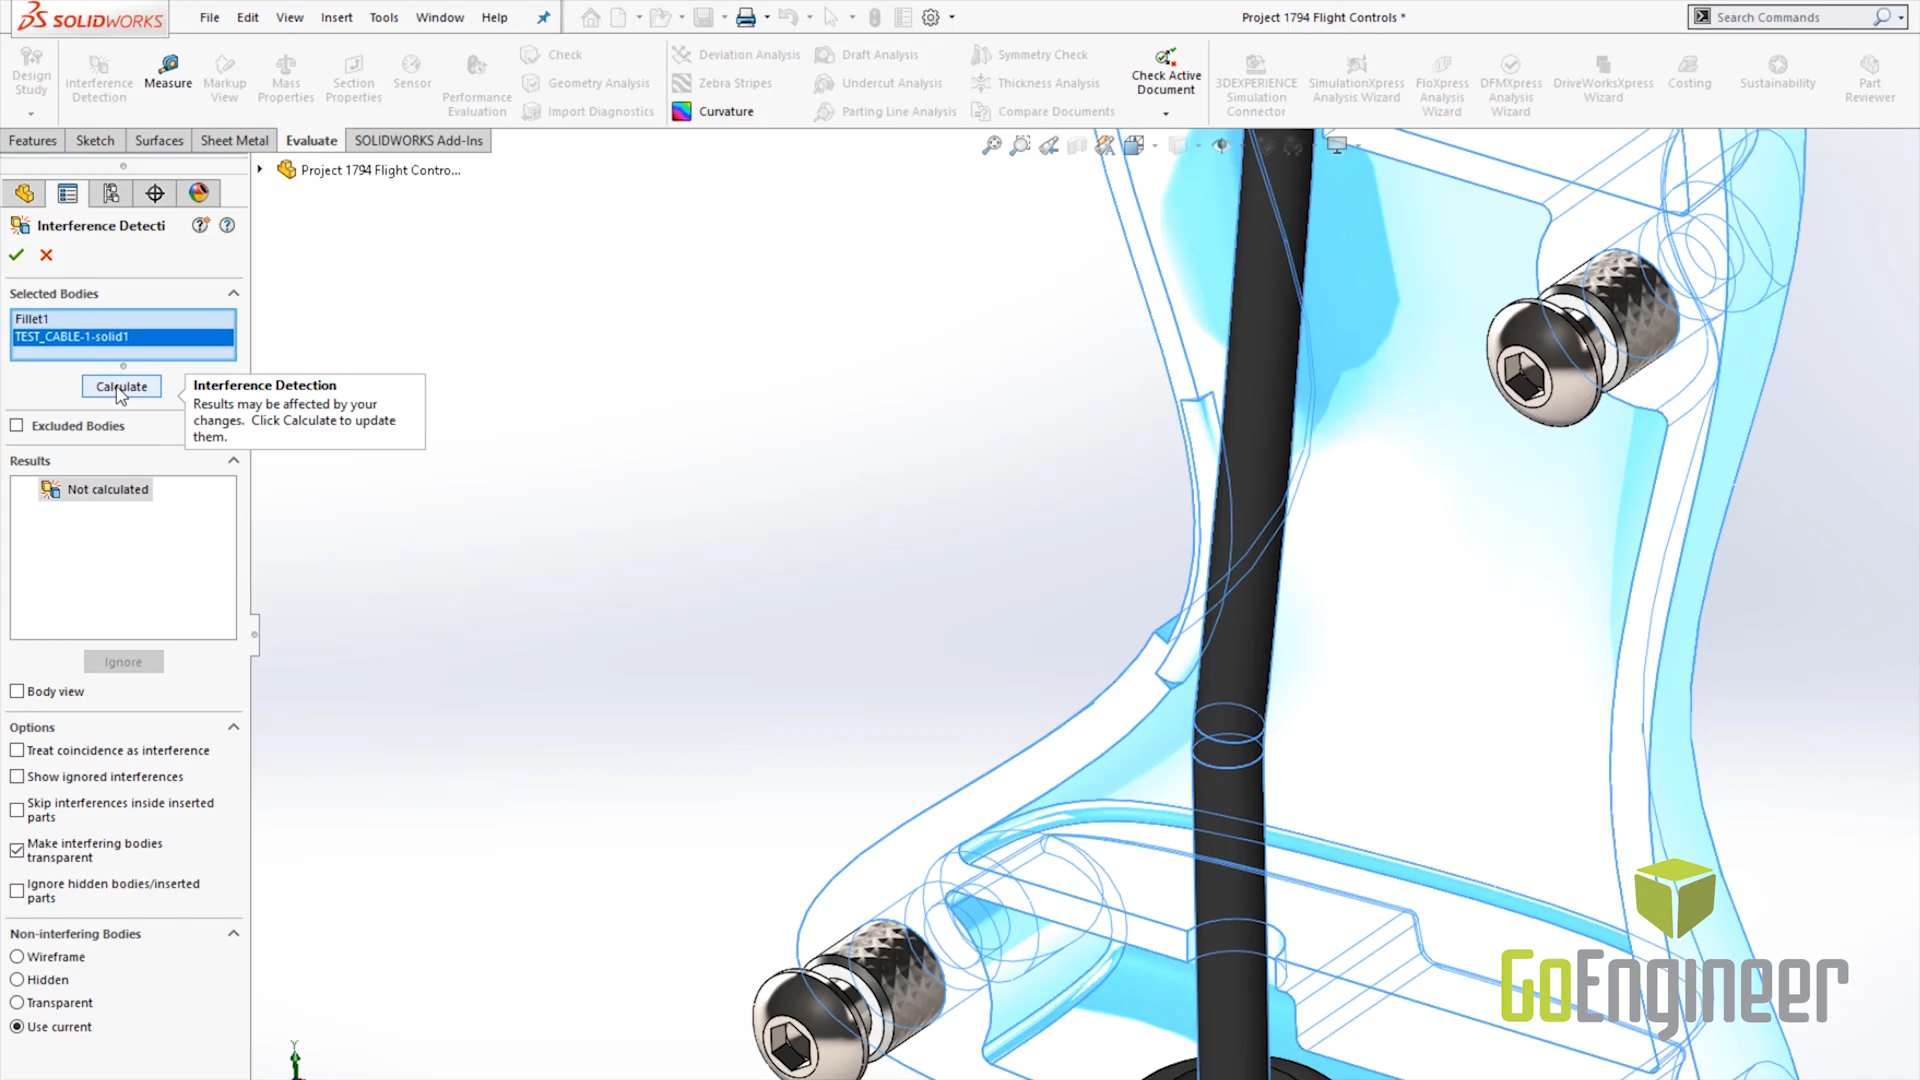 SOLIDWORKS
File Edit View Insert Tools Window Help
Project 1794 Flight Controls *
Search Commands
Design Study
Interference Detection
Measure
Markup View
Mass Properties
Section Properties
Sensor
Performance Evaluation
Check
Geometry Analysis
Import Diagnostics
Deviation Analysis
Zebra Stripes
Curvature
Draft Analysis
Undercut Analysis
Parting Line Analysis
Symmetry Check
Thickness Analysis
Compare Documents
Check Active Document
3DEXPERIENCE Simulation Connector
SimulationXpress Analysis Wizard
FloXpress Analysis Wizard
DFMXpress Analysis Wizard
DriveWorksXpress Wizard
Costing
Sustainability
Part Reviewer
Features Sketch Surfaces Sheet Metal Evaluate SOLIDWORKS Add-Ins
Project 1794 Flight Contro...
Interference Detecti
Selected Bodies
Fillet1
TEST_CABLE-1-solid1
Calculate
Interference Detection
Results may be affected by your
changes. Click Calculate to update
them.
Excluded Bodies
Results
Not calculated
Ignore
Body view
Options
Treat coincidence as interference
Show ignored interferences
Skip interferences inside inserted
parts
Make interfering bodies
transparent
Ignore hidden bodies/inserted
parts
Non-interfering Bodies
Wireframe
Hidden
Transparent
Use current
Y
GoEngineer